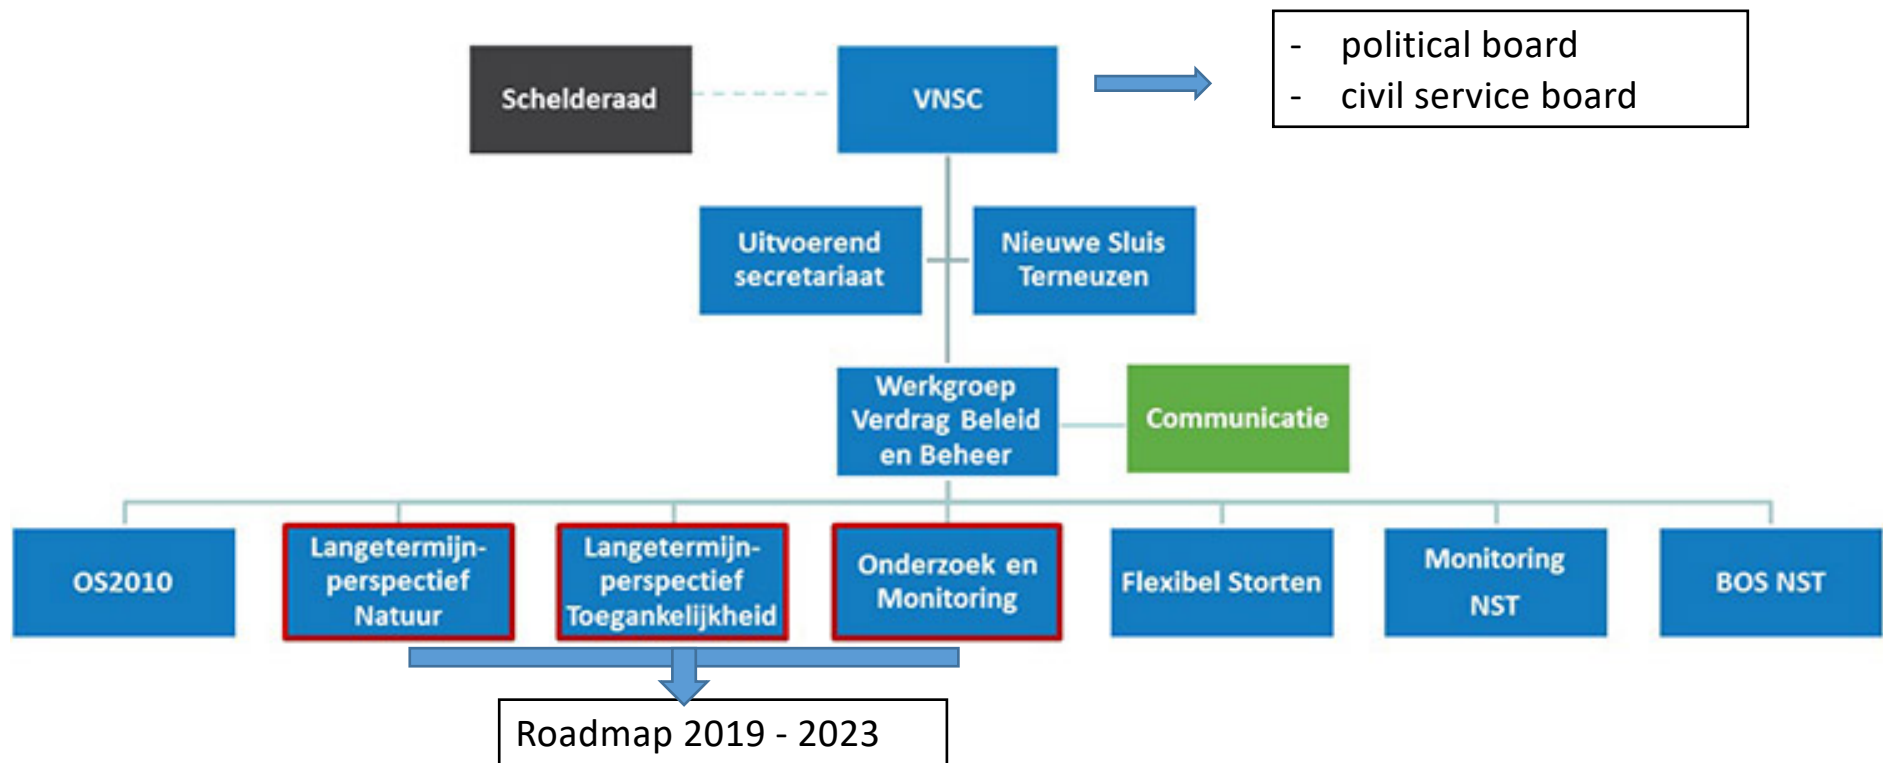 - political board
- civil service board
Schelderaad
VNSC
Uitvoerend
secretariaat
Nieuwe Sluis
Terneuzen
Werkgroep
Verdrag Beleid
en Beheer
Communicatie
OS2010
Langetermijn-
perspectief
Natuur
Langetermijn-
perspectief
Toegankelijkheid
Onderzoek en
Monitoring
Flexibel Storten
Monitoring
NST
BOS NST
Roadmap 2019 - 2023